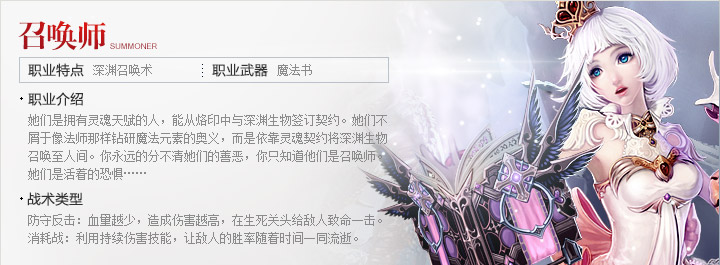 召唤师 SUMMONER
职业特点 深渊召唤术 职业武器 魔法书
职业介绍
她们是拥有灵魂天赋的人，能从烙印中与深渊生物签订契约。她们不
屑于像法师那样钻研魔法元素的奥义，而是依靠灵魂契约将深渊生物
召唤至人间。你永远的分不清她们的善恶，你只知道他们是召唤师，
她们是活着的恐惧……
战术类型
防守反击：血量越少，造成伤害越高，在生死关头给敌人致命一击。
消耗战：利用持续伤害技能，让敌人的胜率随着时间一同流逝。